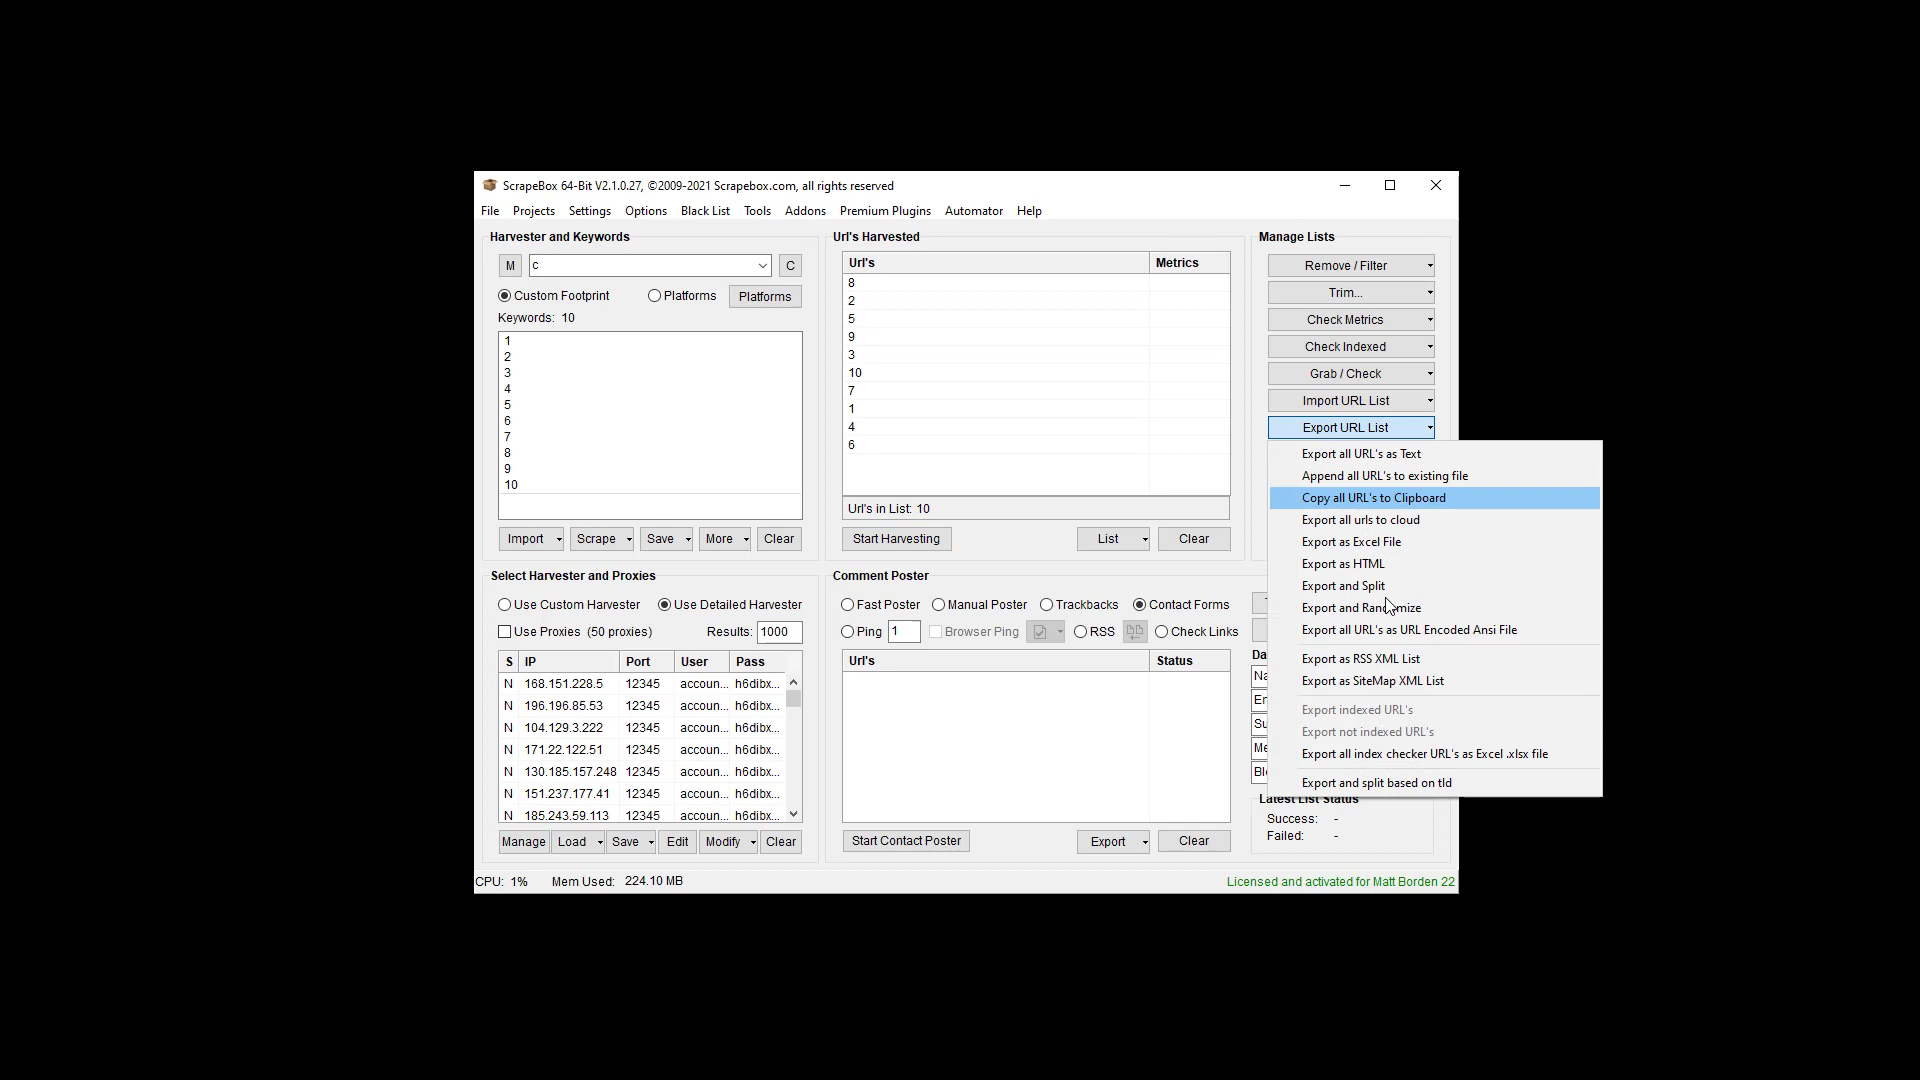 ScrapeBox 64-Bit V2.1.0.27, ©2009-2021 Scrapebox.com, all rights reserved
File Projects Settings Options Black List Tools Addons Premium Plugins Automator Help
Harvester and Keywords
M c C
Custom Footprint Platforms Platforms
Keywords: 10
1
2
3
4
5
6
7
8
9
10
Import Scrape Save More Clear
Url's Harvested
Url's Metrics
8
2
5
9
3
10
7
1
4
6
Url's in List: 10
Start Harvesting List Clear
Manage Lists
Remove / Filter
Trim...
Check Metrics
Check Indexed
Grab / Check
Import URL List
Export URL List
Export all URL's as Text
Append all URL's to existing file
Copy all URL's to Clipboard
Export all urls to cloud
Export as Excel File
Export as HTML
Export and Split
Export and Randomize
Export all URL's as URL Encoded Ansi File
Export as RSS XML List
Export as SiteMap XML List
Export indexed URL's
Export not indexed URL's
Export all index checker URL's as Excel .xlsx file
Export and split based on tld
Select Harvester and Proxies
Use Custom Harvester Use Detailed Harvester
Use Proxies (50 proxies) Results: 1000
S IP Port User Pass
N 168.151.228.5 12345 accoun... h6dibx...
N 196.196.85.53 12345 accoun... h6dibx...
N 104.129.3.222 12345 accoun... h6dibx...
N 171.22.122.51 12345 accoun... h6dibx...
N 130.185.157.248 12345 accoun... h6dibx...
N 151.237.177.41 12345 accoun... h6dibx...
N 185.243.59.113 12345 accoun... h6dibx...
Manage Load Save Edit Modify Clear
Comment Poster
Fast Poster Manual Poster Trackbacks Contact Forms
Ping 1 Browser Ping RSS Check Links
Url's Status
Start Contact Poster Export Clear
Da
Na
Em
Su
Me
Latest List Status
Success: -
Failed: -
CPU: 1% Mem Used: 224.10 MB
Licensed and activated for Matt Borden 22